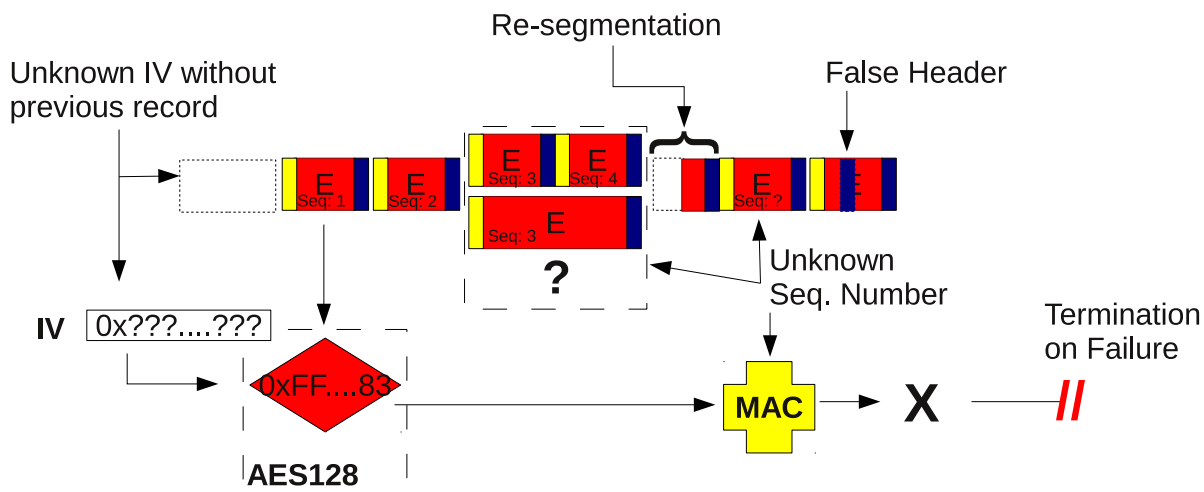 Re-segmentation
Unknown IV without
previous record
False Header
E
Seq: 1
E
Seq: 2
E
Seq: 3
E
Seq: 4
E
Seq: ?
E
Seq: 3
E
?
Unknown
Seq. Number
IV
0x???....???
Termination
on Failure
0xFF....83
MAC
X
//
AES128